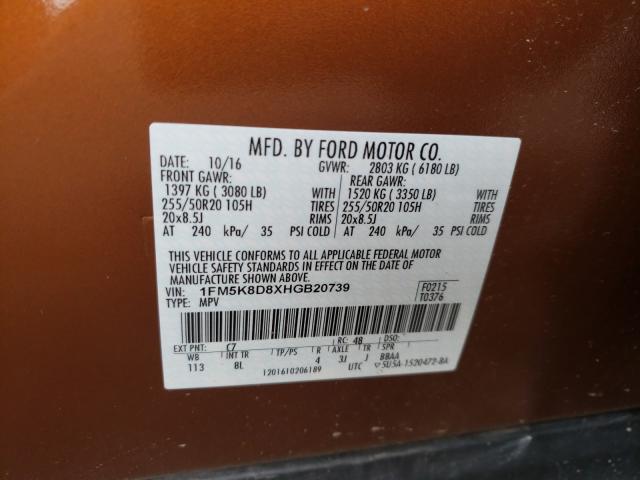 MFD. BY FORD MOTOR CO.
DATE: 10/16 GVWR: 2803 KG ( 6180 LB)
FRONT GAWR: REAR GAWR:
1397 KG ( 3080 LB) WITH 1520 KG ( 3350 LB) WITH
255/50R20 105H TIRES 255/50R20 105H TIRES
20x8.5J RIMS 20x8.5J RIMS
AT 240 kPa/ 35 PSI COLD AT 240 kPa/ 35 PSI COLD
THIS VEHICLE CONFORMS TO ALL APPLICABLE FEDERAL MOTOR
VEHICLE SAFETY STANDARDS IN EFFECT ON THE DATE OF
MANUFACTURE SHOWN ABOVE.
VIN: 1FM5K8D8XHGB20739 F0215
TYPE: MPV T0376
EXT PNT: C7 RC: 48 DSO:
WB INT TR TP/PS R AXLE TR SPR
113 8L 4 3J J BBAA
1201610206189 UTC 5U5A-1520472-BA